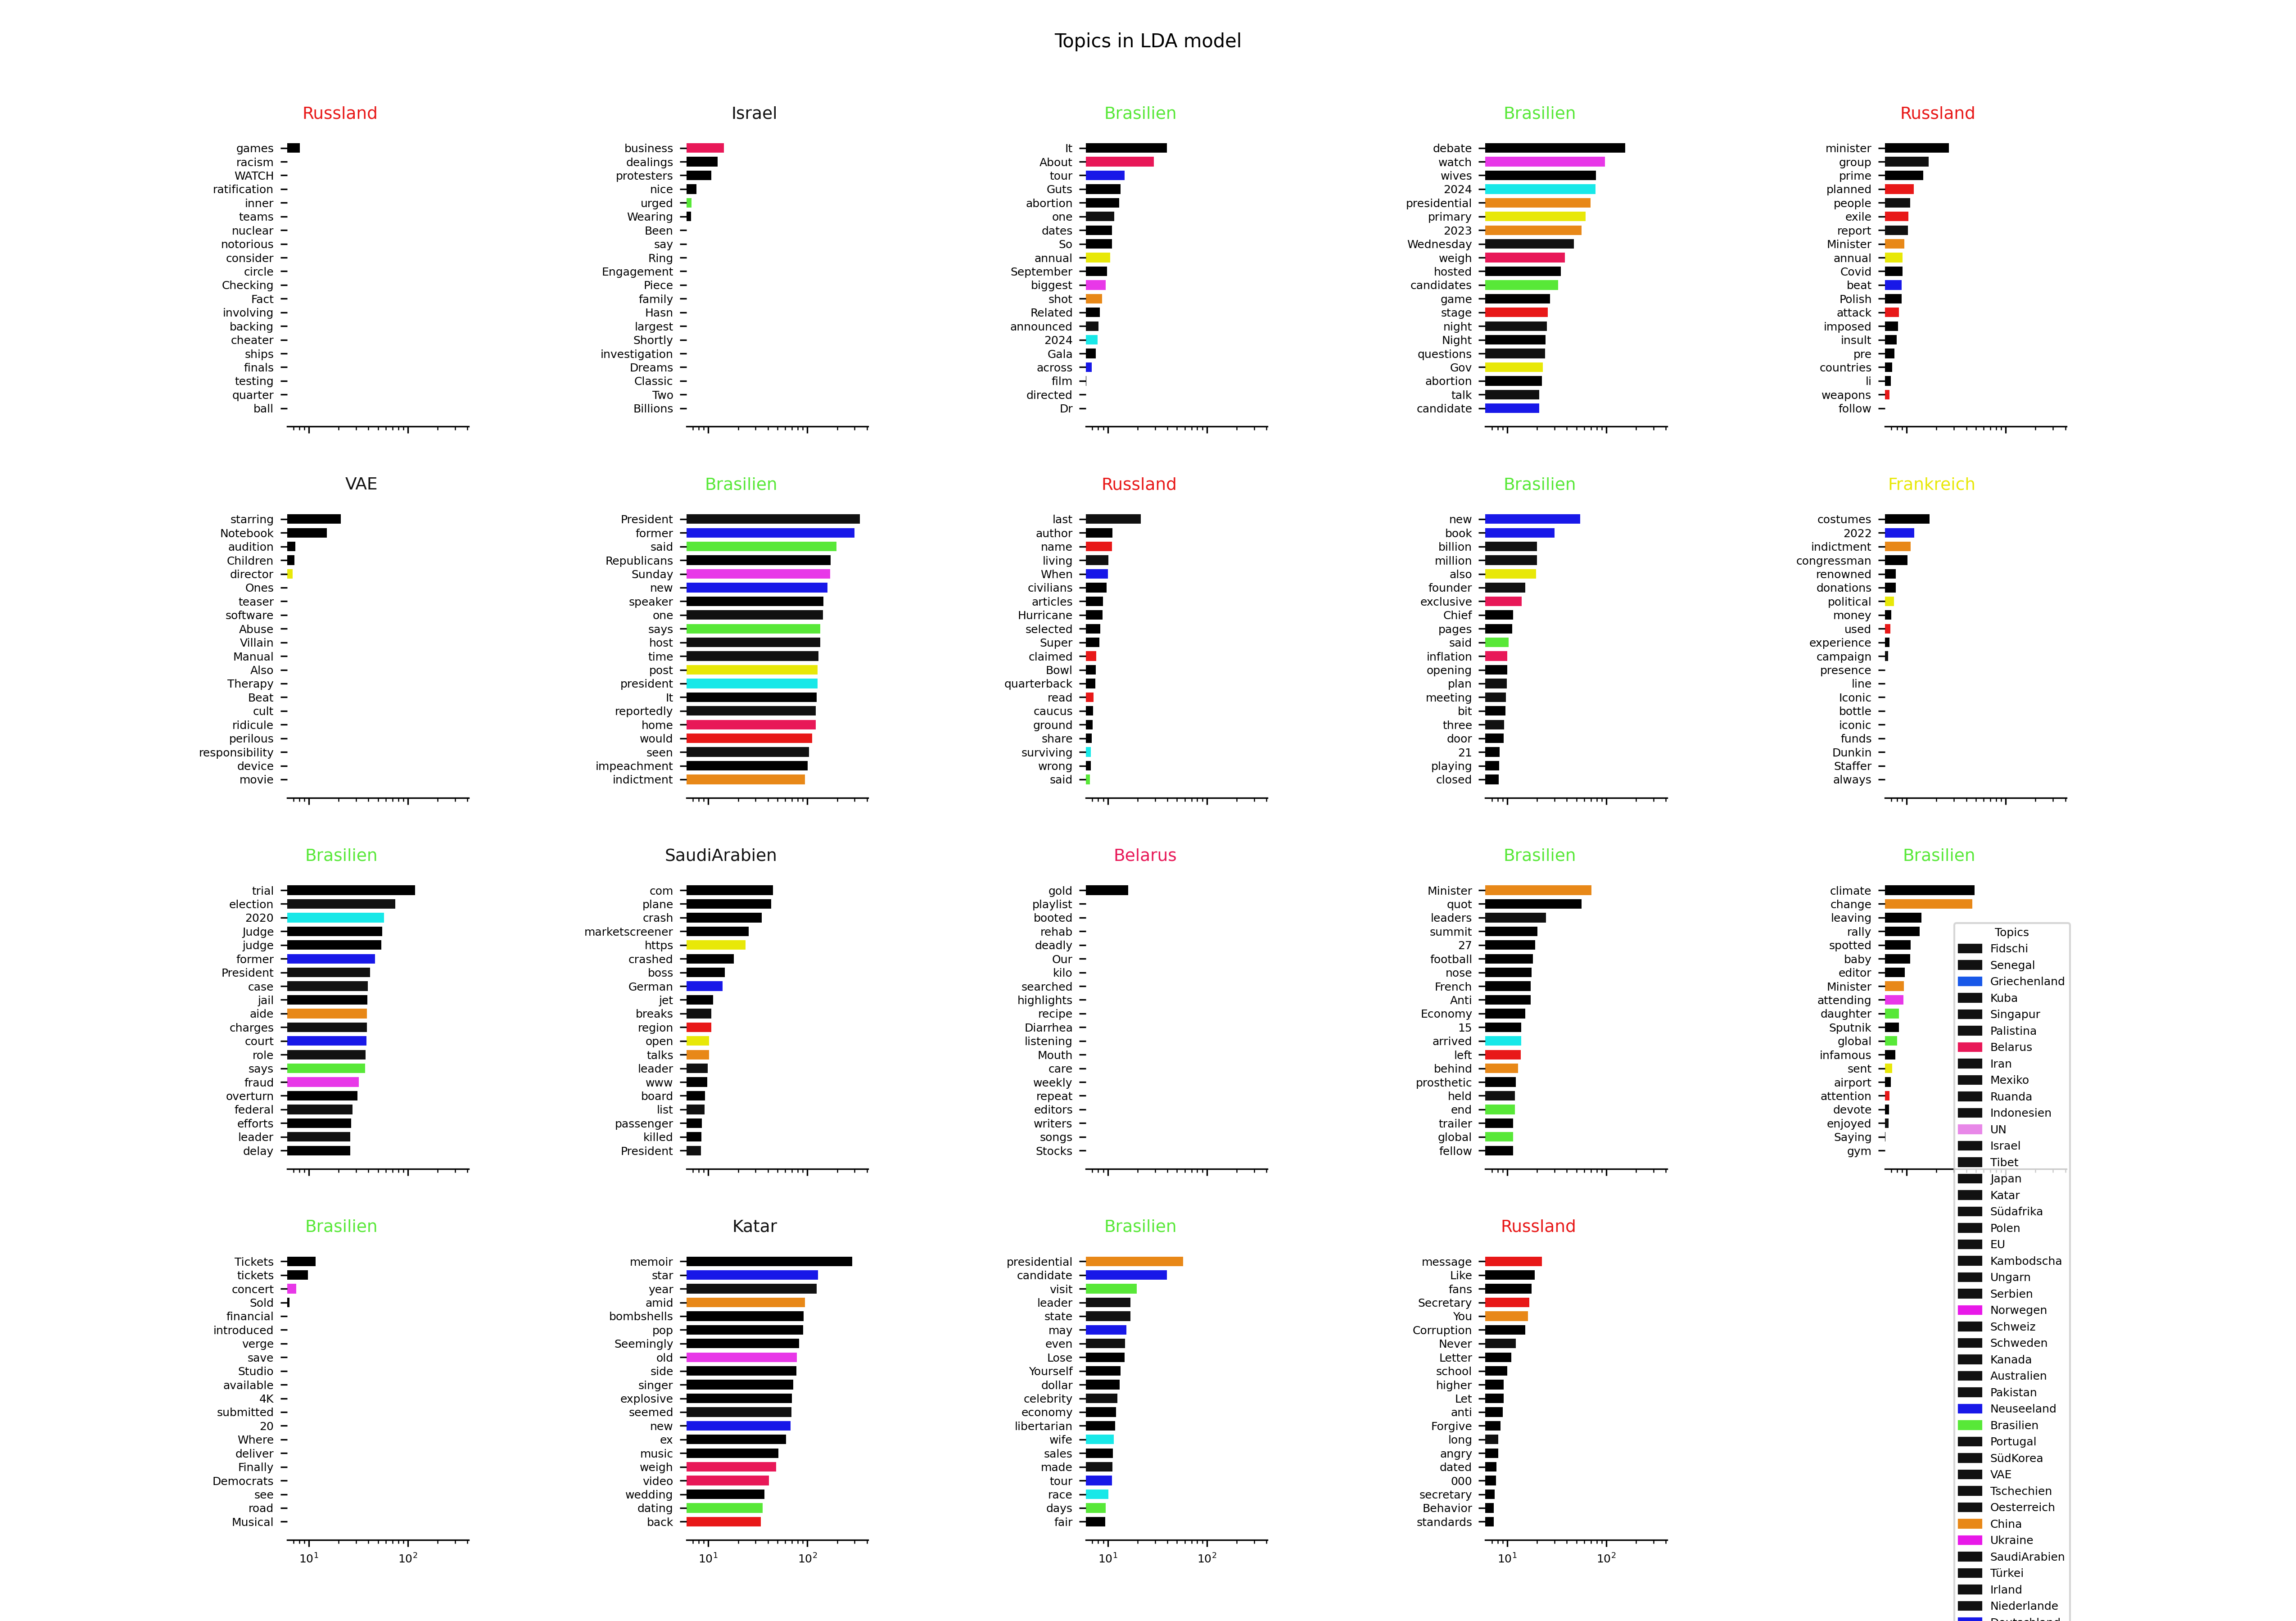 Topics in LDA model
Russland
games
racism
WATCH
ratification
inner
teams
nuclear
notorious
consider
circle
Checking
Fact
involving
backing
cheater
ships
finals
testing
quarter
ball
Israel
business
dealings
protesters
nice
urged
Wearing
Been
say
Ring
Engagement
Piece
family
Hasn
largest
Shortly
investigation
Dreams
Classic
Two
Billions
Brasilien
It
About
tour
Guts
abortion
one
dates
So
annual
September
biggest
shot
Related
announced
2024
Gala
across
film
directed
Dr
Brasilien
debate
watch
wives
2024
presidential
primary
2023
Wednesday
weigh
hosted
candidates
game
stage
night
Night
questions
Gov
abortion
talk
candidate
Russland
minister
group
prime
planned
people
exile
report
Minister
annual
Covid
beat
Polish
attack
imposed
insult
pre
countries
li
weapons
follow
VAE
starring
Notebook
audition
Children
director
Ones
teaser
software
Abuse
Villain
Manual
Also
Therapy
Beat
cult
ridicule
perilous
responsibility
device
movie
Brasilien
President
former
said
Republicans
Sunday
new
speaker
one
says
host
time
post
president
It
reportedly
home
would
seen
impeachment
indictment
Russland
last
author
name
living
When
civilians
articles
Hurricane
selected
Super
claimed
Bowl
quarterback
read
caucus
ground
share
surviving
wrong
said
Brasilien
new
book
billion
million
also
founder
exclusive
Chief
pages
said
inflation
opening
plan
meeting
bit
three
door
21
playing
closed
Frankreich
costumes
2022
indictment
congressman
renowned
donations
political
money
used
experience
campaign
presence
line
Iconic
bottle
iconic
funds
Dunkin
Staffer
always
Brasilien
trial
election
2020
Judge
judge
former
President
case
jail
aide
charges
court
role
says
fraud
overturn
federal
efforts
leader
delay
SaudiArabien
com
plane
crash
marketscreener
https
crashed
boss
German
jet
breaks
region
open
talks
leader
www
board
list
passenger
killed
President
Belarus
gold
playlist
booted
rehab
deadly
Our
kilo
searched
highlights
recipe
Diarrhea
listening
Mouth
care
weekly
repeat
editors
writers
songs
Stocks
Brasilien
Minister
quot
leaders
summit
27
football
nose
French
Anti
Economy
15
arrived
left
behind
prosthetic
held
end
trailer
global
fellow
Brasilien
climate
change
leaving
rally
spotted
baby
editor
Minister
attending
daughter
Sputnik
global
infamous
sent
airport
attention
devote
enjoyed
Saying
gym
Brasilien
Tickets
tickets
concert
Sold
financial
introduced
verge
save
Studio
available
4K
submitted
20
Where
deliver
Finally
Democrats
see
road
Musical
10¹ 10²
Katar
memoir
star
year
amid
bombshells
pop
Seemingly
old
side
singer
explosive
seemed
new
ex
music
weigh
video
wedding
dating
back
10¹ 10²
Brasilien
presidential
candidate
visit
leader
state
may
even
Lose
Yourself
dollar
celebrity
economy
libertarian
wife
sales
made
tour
race
days
fair
10¹ 10²
Russland
message
Like
fans
Secretary
You
Corruption
Never
Letter
school
higher
Let
anti
Forgive
long
angry
dated
000
secretary
Behavior
standards
10¹ 10²
Topics
Fidschi
Senegal
Griechenland
Kuba
Singapur
Palistina
Belarus
Iran
Mexiko
Ruanda
Indonesien
UN
Israel
Tibet
Japan
Katar
Südafrika
Polen
EU
Kambodscha
Ungarn
Serbien
Norwegen
Schweiz
Schweden
Kanada
Australien
Pakistan
Neuseeland
Brasilien
Portugal
SüdKorea
VAE
Tschechien
Oesterreich
China
Ukraine
SaudiArabien
Türkei
Irland
Niederlande